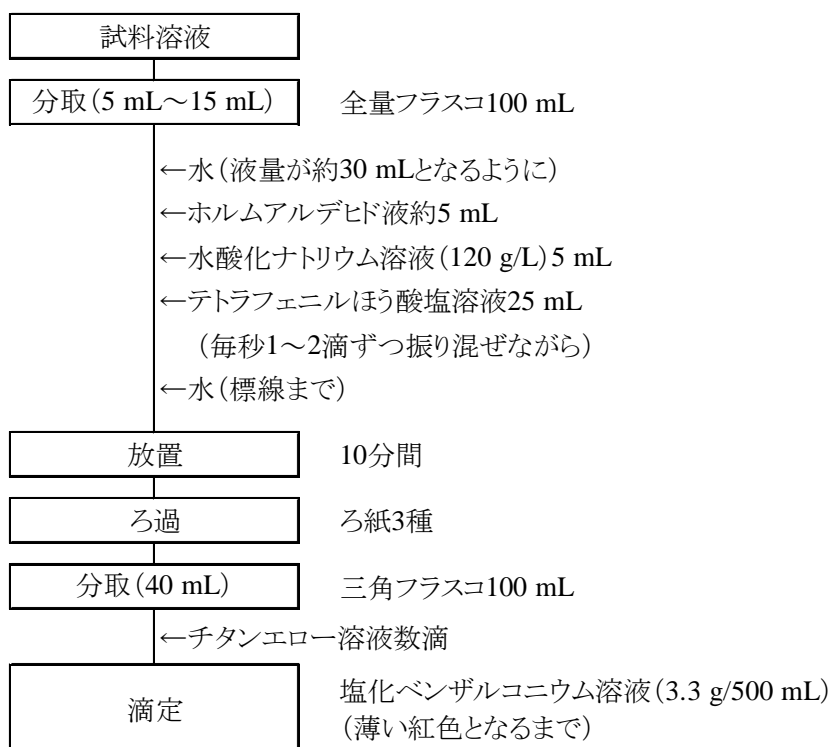 試料溶液
分取(5 mL～15 mL) 全量フラスコ100 mL
←水(液量が約30 mLとなるように)
←ホルムアルデヒド液約5 mL
←水酸化ナトリウム溶液(120 g/L)5 mL
←テトラフェニルほう酸塩溶液25 mL
(毎秒1～2滴ずつ振り混ぜながら)
←水(標線まで)
放置 10分間
ろ過 ろ紙3種
分取(40 mL) 三角フラスコ100 mL
←チタンエロー溶液数滴
滴定 塩化ベンザルコニウム溶液(3.3 g/500 mL)
(薄い紅色となるまで)